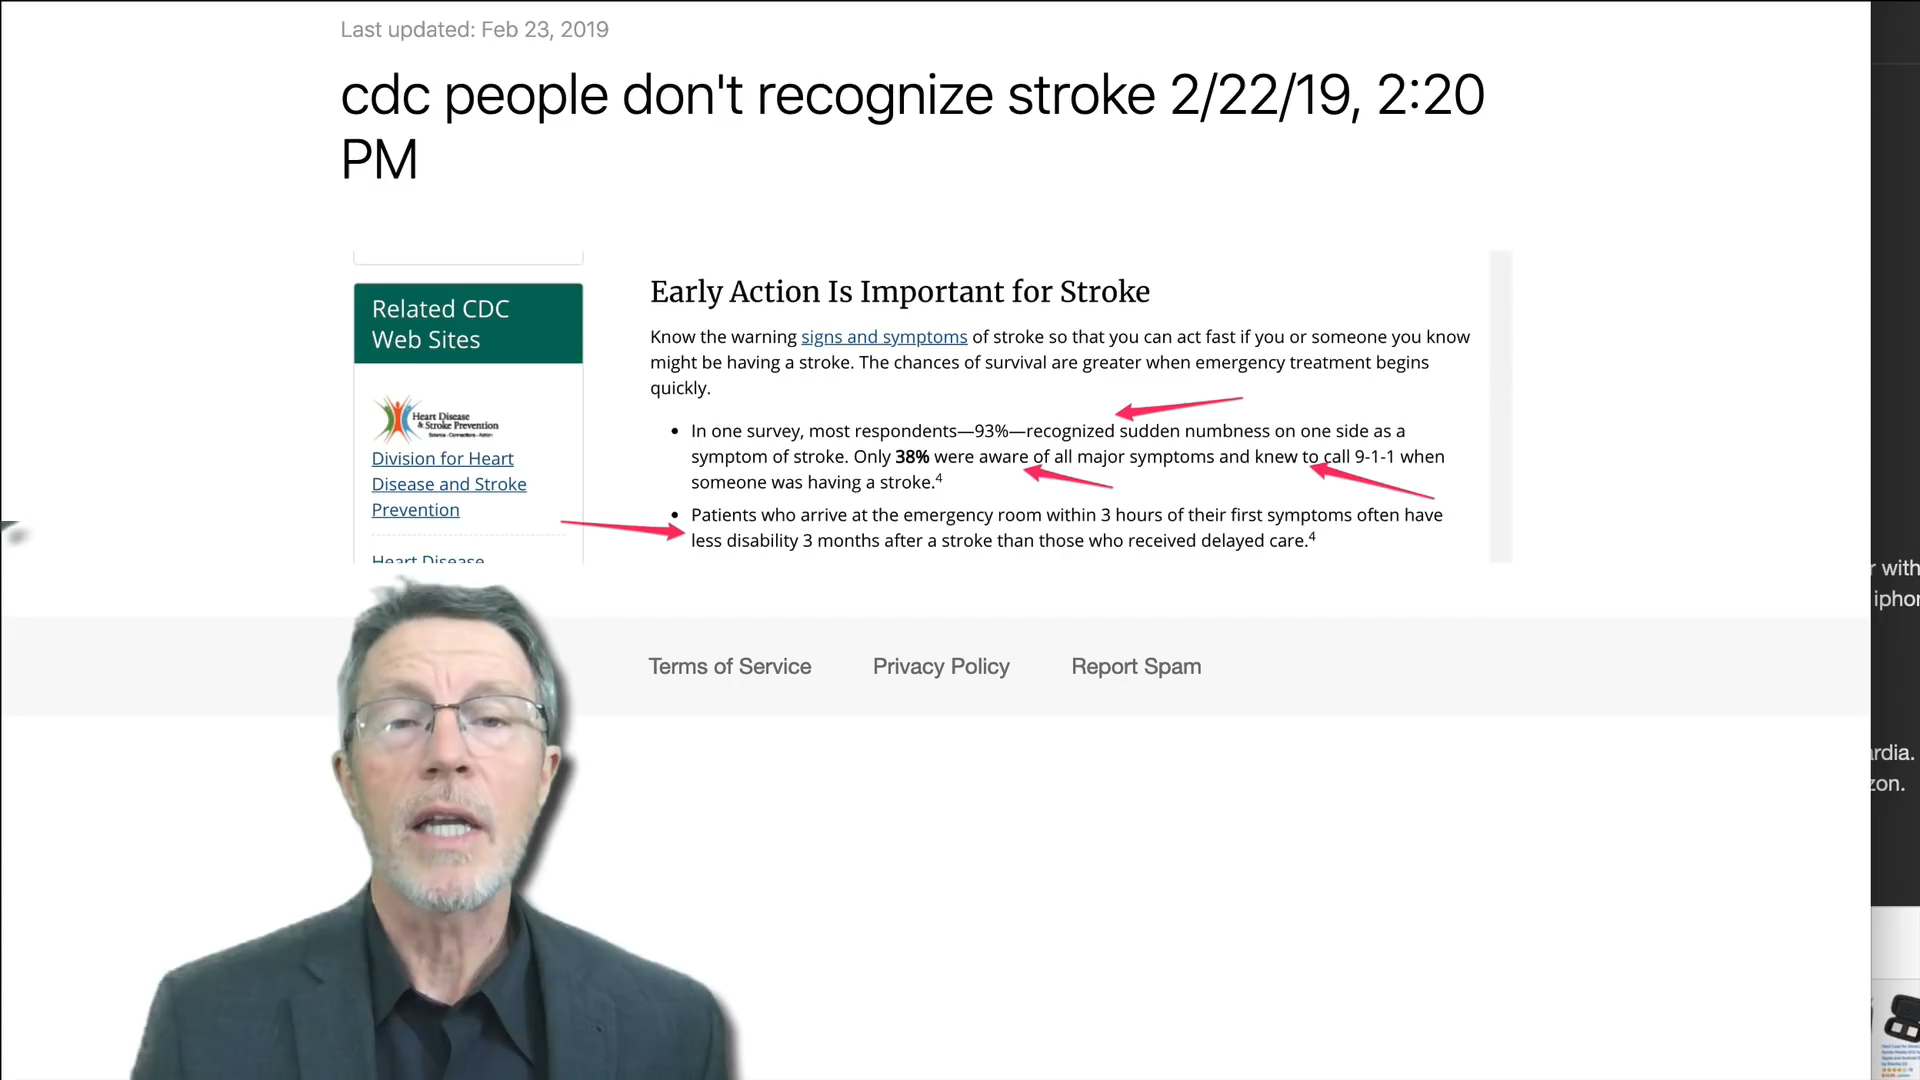 Last updated: Feb 23, 2019
cdc people don't recognize stroke 2/22/19, 2:20
PM
Related CDC
Web Sites
Heart Disease
& Stroke Prevention
Division for Heart
Disease and Stroke
Prevention
Heart Disease
Early Action Is Important for Stroke
Know the warning signs and symptoms of stroke so that you can act fast if you or someone you know
might be having a stroke. The chances of survival are greater when emergency treatment begins
quickly.
• In one survey, most respondents—93%—recognized sudden numbness on one side as a
symptom of stroke. Only 38% were aware of all major symptoms and knew to call 9-1-1 when
someone was having a stroke.4
• Patients who arrive at the emergency room within 3 hours of their first symptoms often have
less disability 3 months after a stroke than those who received delayed care.4
Terms of Service
Privacy Policy
Report Spam
with